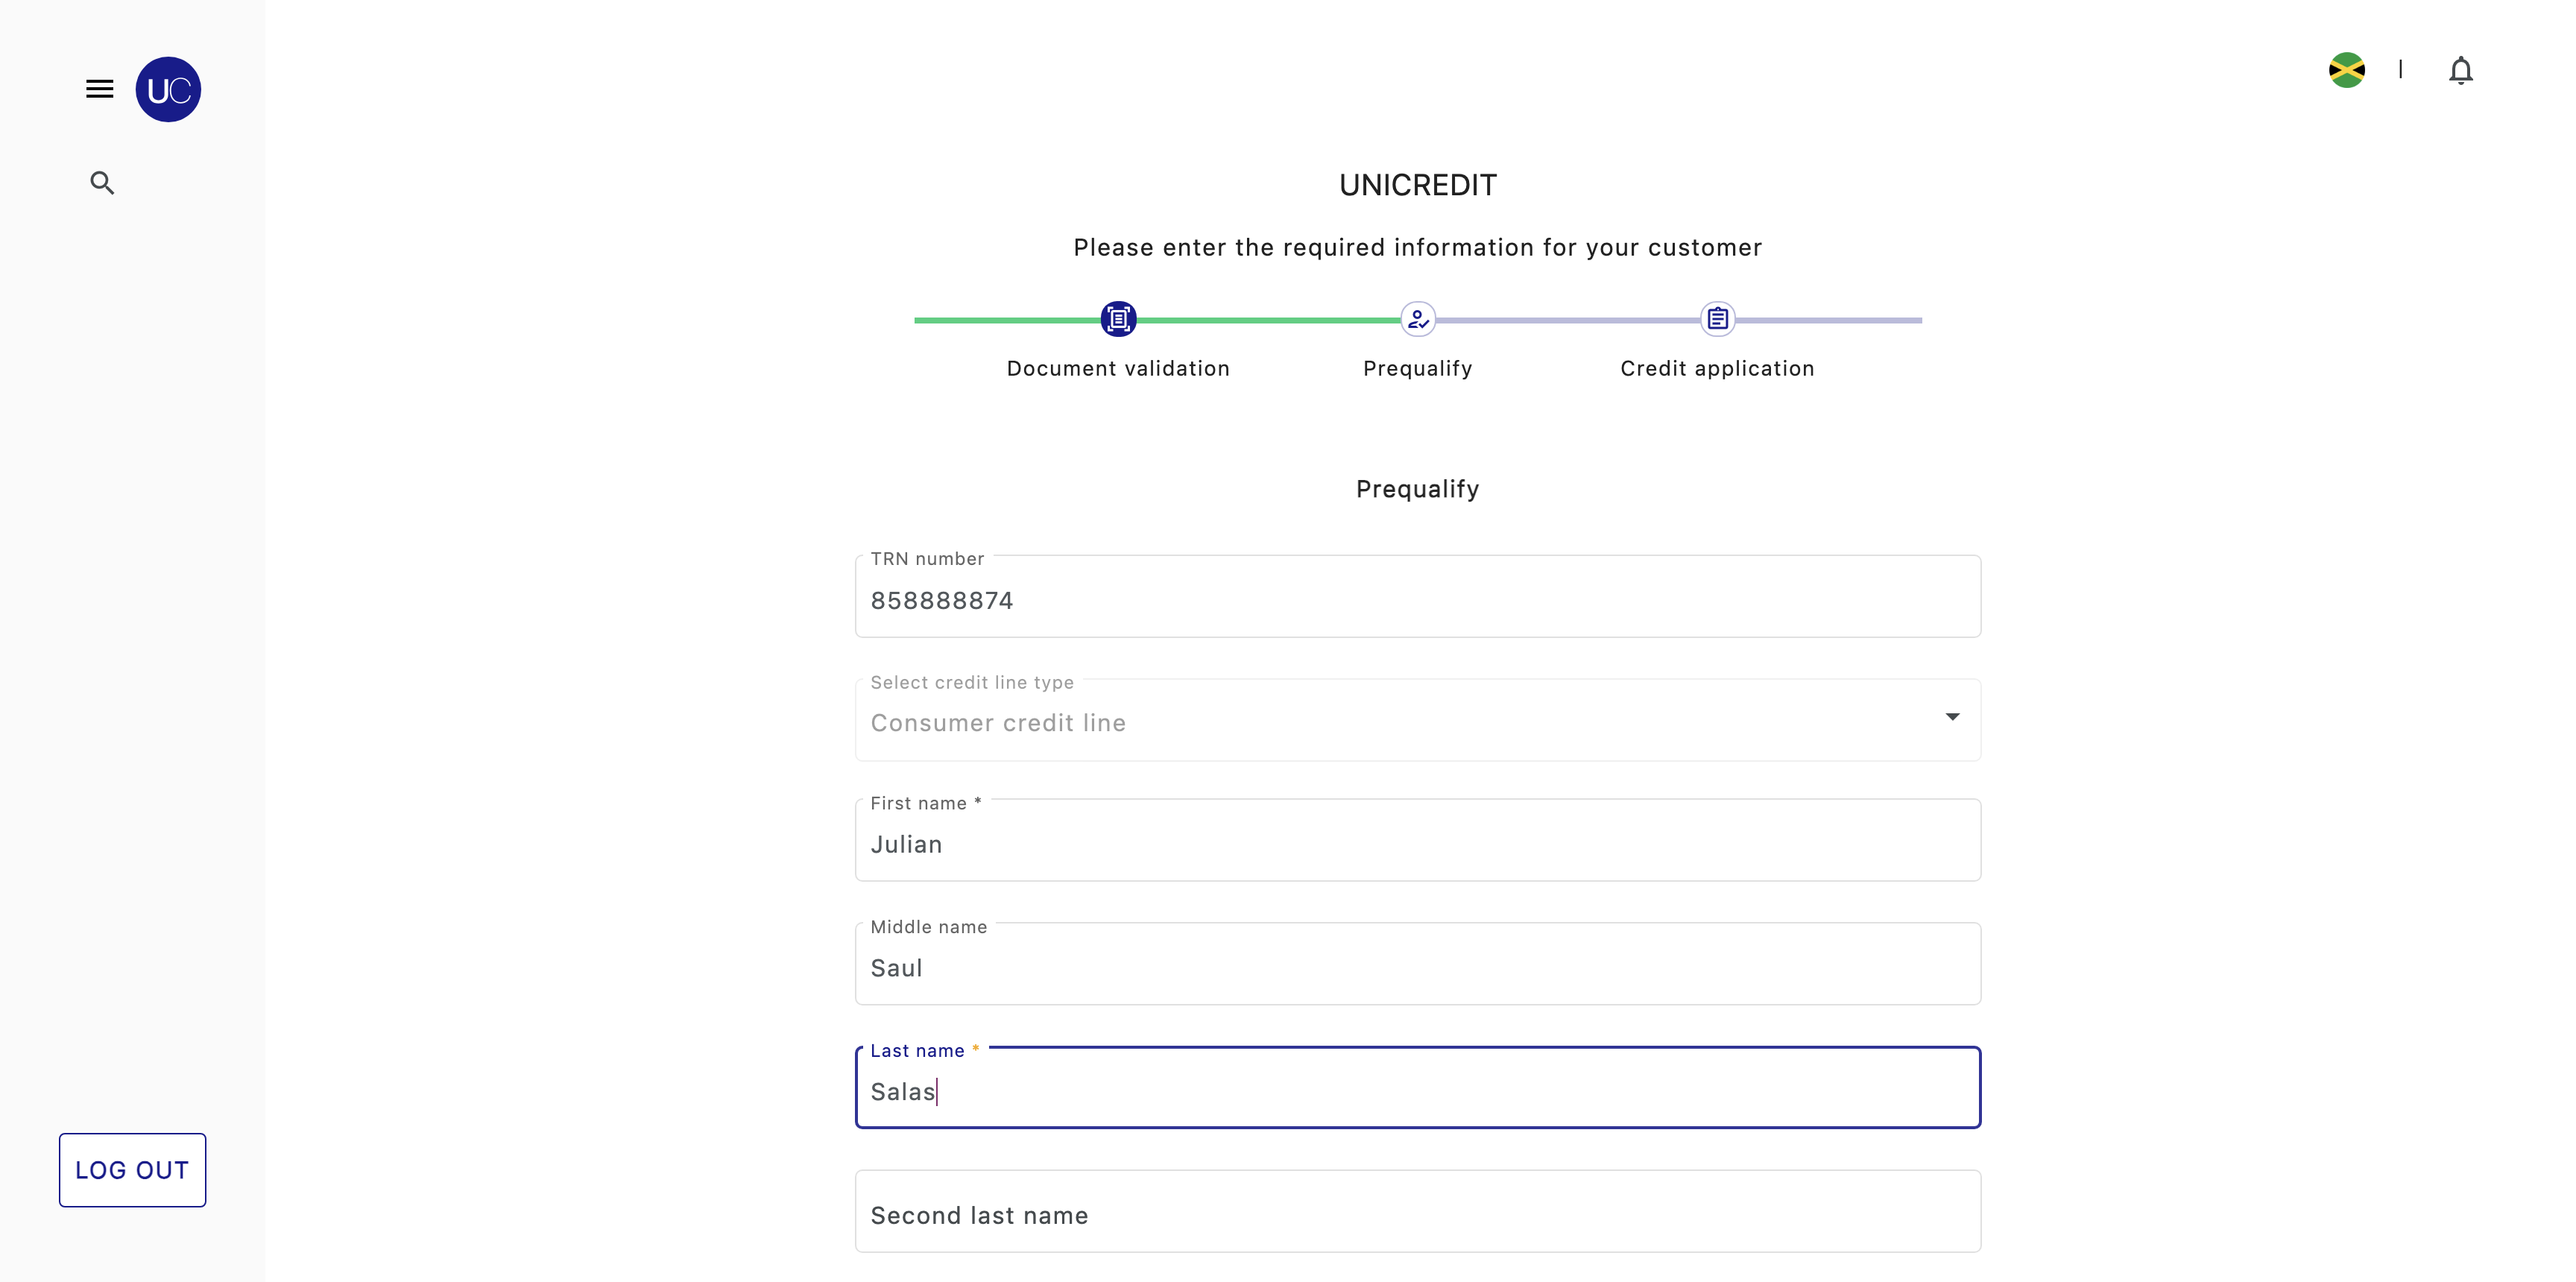 UC
UNICREDIT
Please enter the required information for your customer
Document validation
Prequalify
Credit application
Prequalify
TRN number
858888874
Select credit line type
Consumer credit line
First name *
Julian
Middle name
Saul
Last name *
Salas
Second last name
LOG OUT